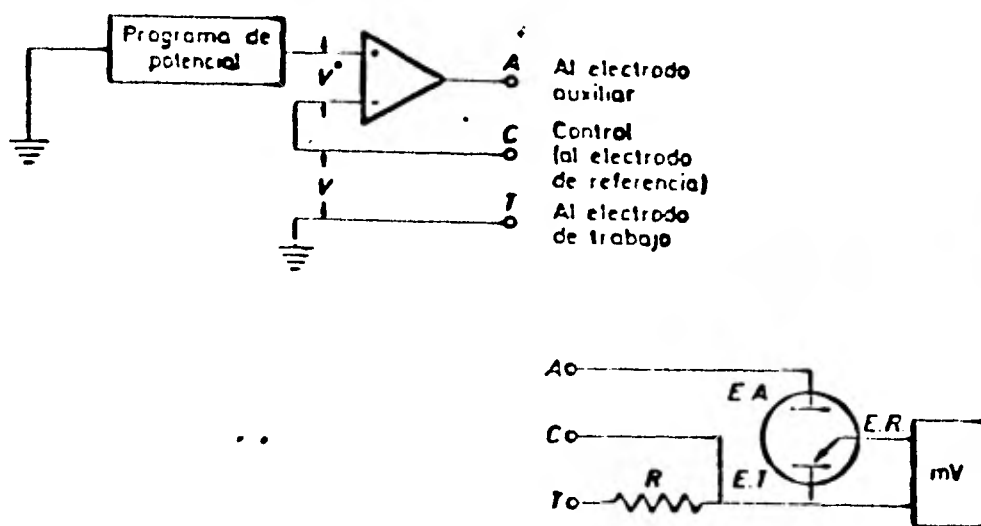 Programa de
potencial
V°
+
-
A
Al electrodo
auxiliar
C
Control
(al electrodo
de referencia)
V
T
Al electrodo
de trabajo
A
E A
E.R.
C
mV
E.T
R
T